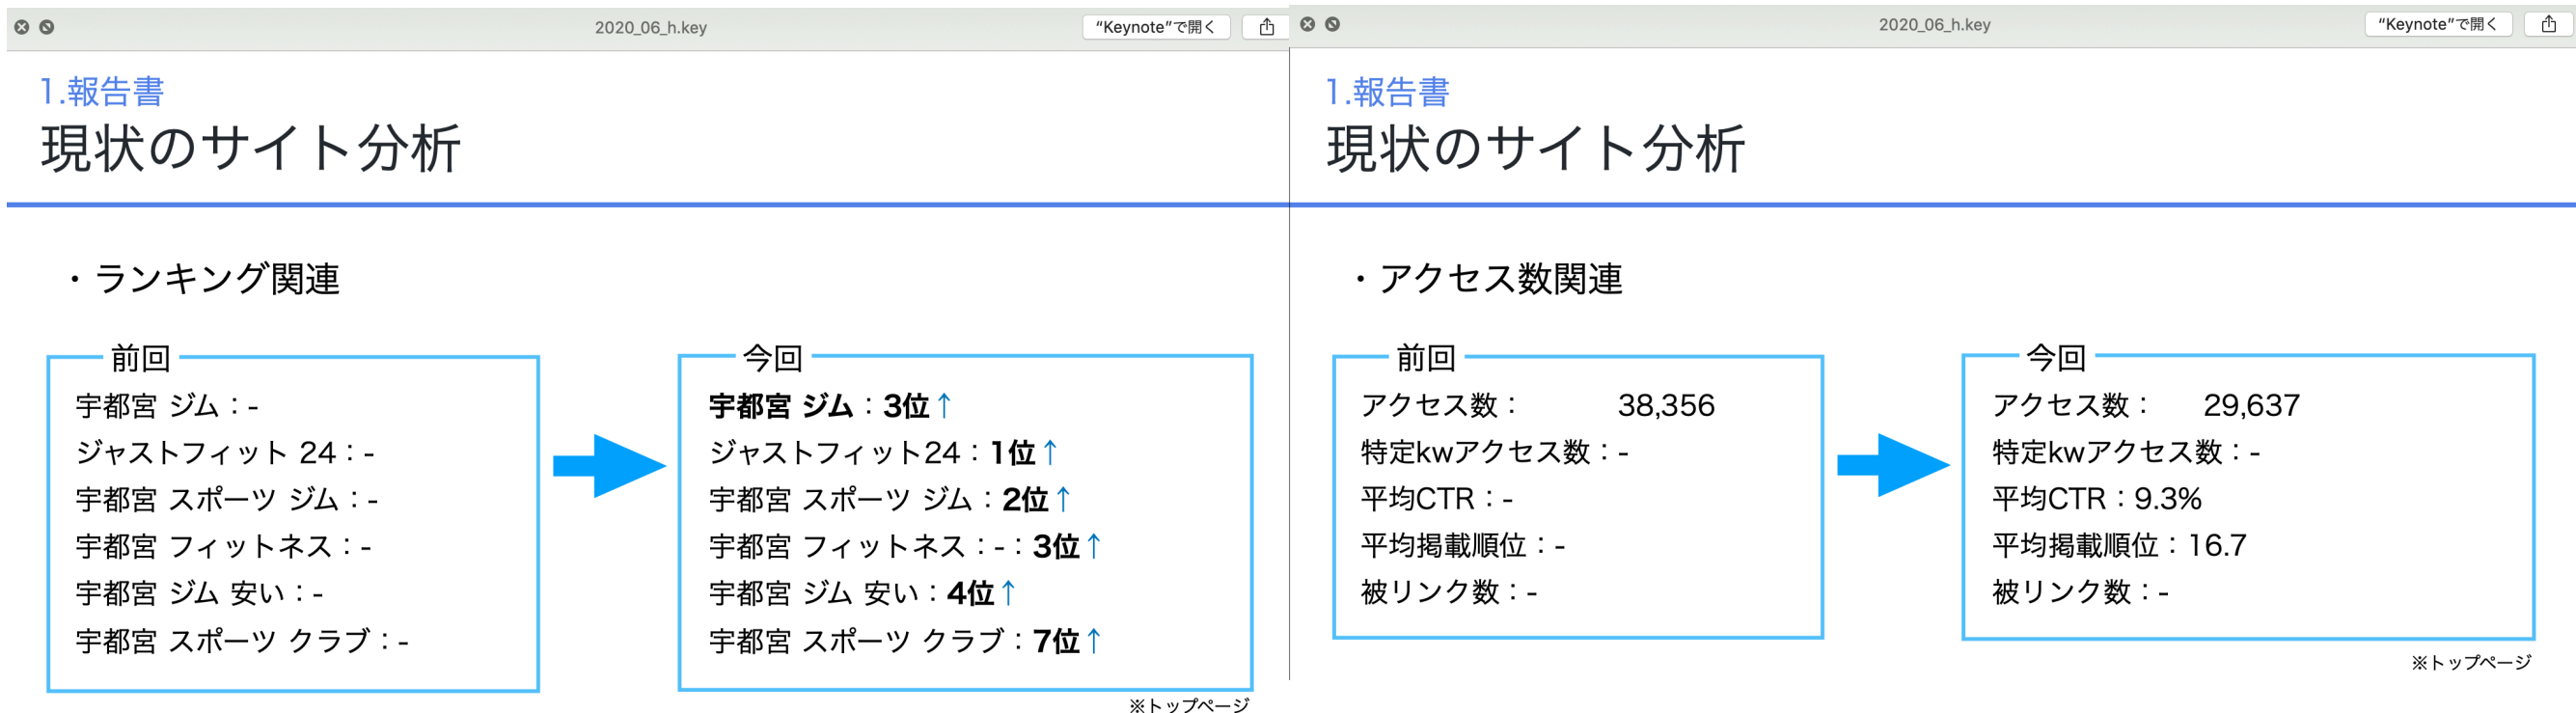 2020_06_h.key
“Keynote”で開く
1.報告書
現状のサイト分析
・ランキング関連
前回
宇都宮 ジム：-
ジャストフィット 24：-
宇都宮 スポーツ ジム：-
宇都宮 フィットネス：-
宇都宮 ジム 安い：-
宇都宮 スポーツ クラブ：-
今回
宇都宮 ジム：3位↑
ジャストフィット24：1位↑
宇都宮 スポーツ ジム：2位↑
宇都宮 フィットネス：-：3位↑
宇都宮 ジム 安い：4位↑
宇都宮 スポーツ クラブ：7位↑
※トップページ
2020_06_h.key
“Keynote”で開く
1.報告書
現状のサイト分析
・アクセス数関連
前回
アクセス数： 38,356
特定kwアクセス数：-
平均CTR：-
平均掲載順位：-
被リンク数：-
今回
アクセス数： 29,637
特定kwアクセス数：-
平均CTR：9.3%
平均掲載順位：16.7
被リンク数：-
※トップページ